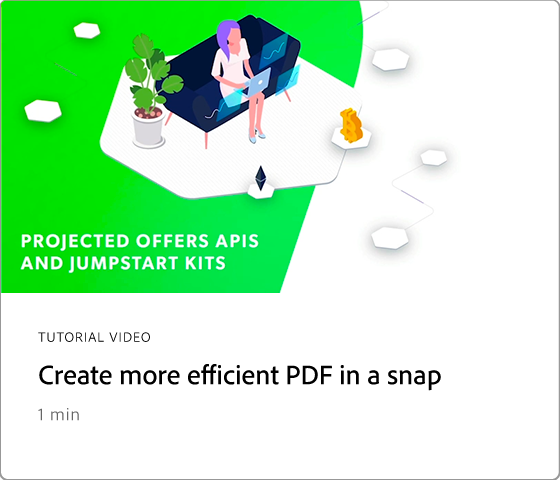 PROJECTED OFFERS APIS
AND JUMPSTART KITS
TUTORIAL VIDEO
Create more efficient PDF in a snap
1 min